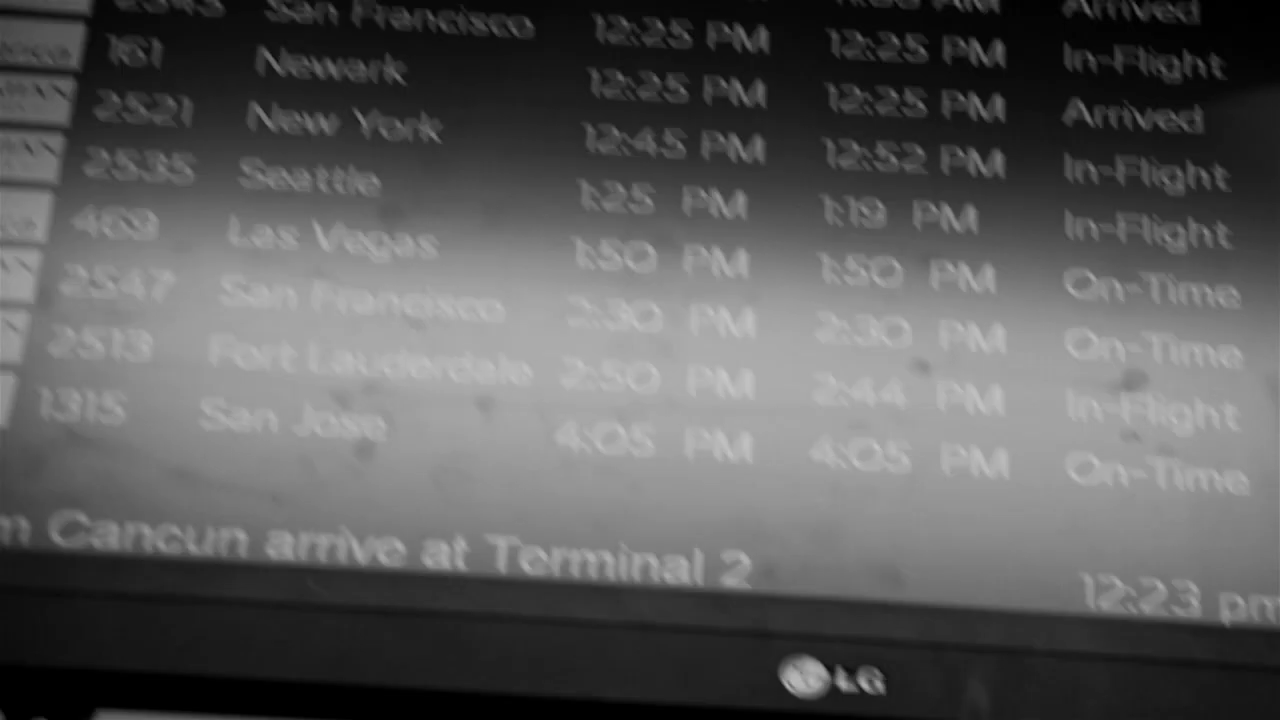 Arrived
San Francisco 12:25 PM 12:25 PM In-Flight
161 Newark 12:25 PM 12:25 PM Arrived
2521 New York 12:45 PM 12:52 PM In-Flight
2535 Seattle 1:25 PM 1:19 PM In-Flight
469 Las Vegas 1:50 PM 1:50 PM On-Time
2547 San Francisco 2:30 PM 2:30 PM On-Time
2513 Fort Lauderdale 2:50 PM 2:44 PM In-Flight
1315 San Jose 4:05 PM 4:05 PM On-Time
m Cancun arrive at Terminal 2
12:23 pm
LG